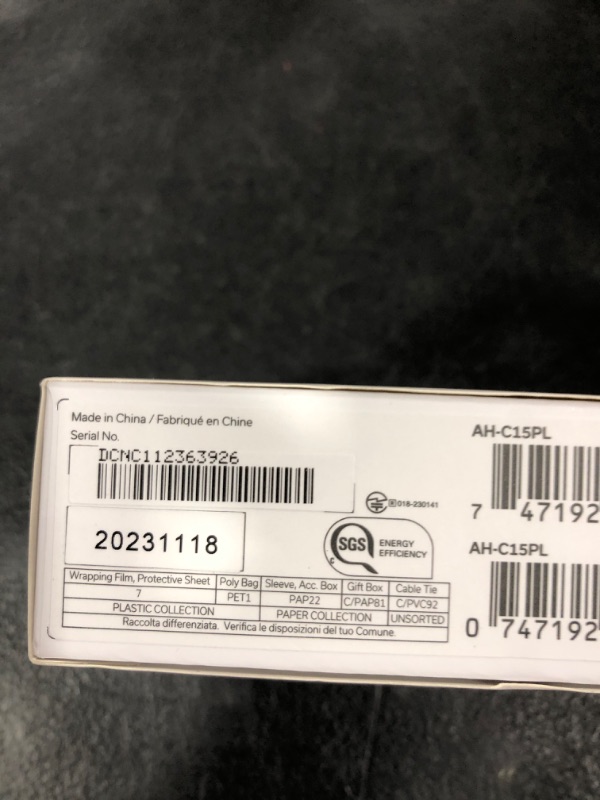 Made in China / Fabriqué en Chine
Serial No.
DCNC112363926
R 018-230141
20231118
SGS
C
ENERGY
EFFICIENCY
AH-C15PL
7 47192
AH-C15PL
0 747192
Wrapping Film, Protective Sheet Poly Bag Sleeve, Acc. Box Gift Box Cable Tie
7 PET1 PAP22 C/PAP81 C/PVC92
PLASTIC COLLECTION PAPER COLLECTION UNSORTED
Raccolta differenziata. Verifica le disposizioni del tuo Comune.